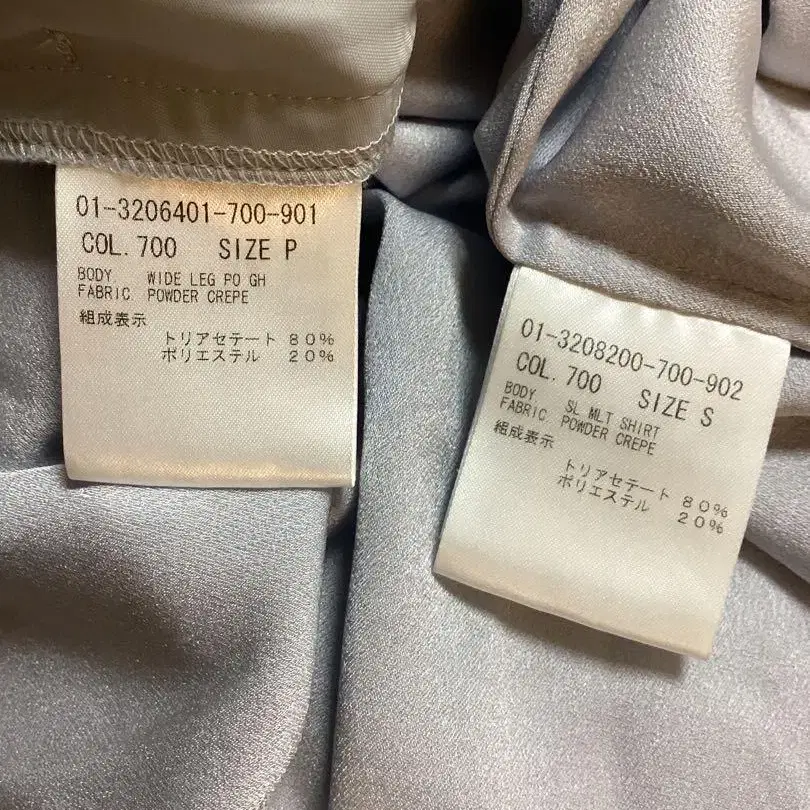 01-3206401-700-901
COL. 700 SIZE P
BODY WIDE LEG PO GH
FABRIC POWDER CREPE
組成表示
トリアセテート 80%
ポリエステル 20%
01-3208200-700-902
COL. 700 SIZE S
BODY SL MLT SHIRT
FABRIC POWDER CREPE
組成表示
トリアセテート 80%
ポリエステル 20%